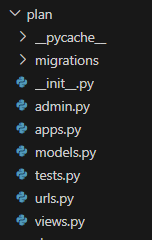 plan
__pycache__
migrations
__init__.py
admin.py
apps.py
models.py
tests.py
urls.py
views.py